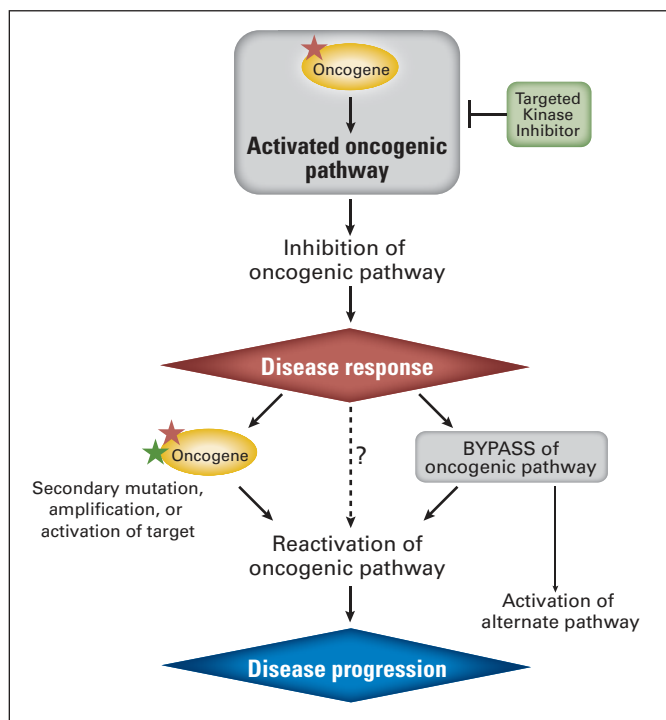 Oncogene
Targeted
Kinase
Inhibitor
Activated oncogenic
pathway
Inhibition of
oncogenic pathway
Disease response
Oncogene
?
BYPASS of
oncogenic pathway
Secondary mutation,
amplification, or
activation of target
Reactivation of
oncogenic pathway
Activation of
alternate pathway
Disease progression